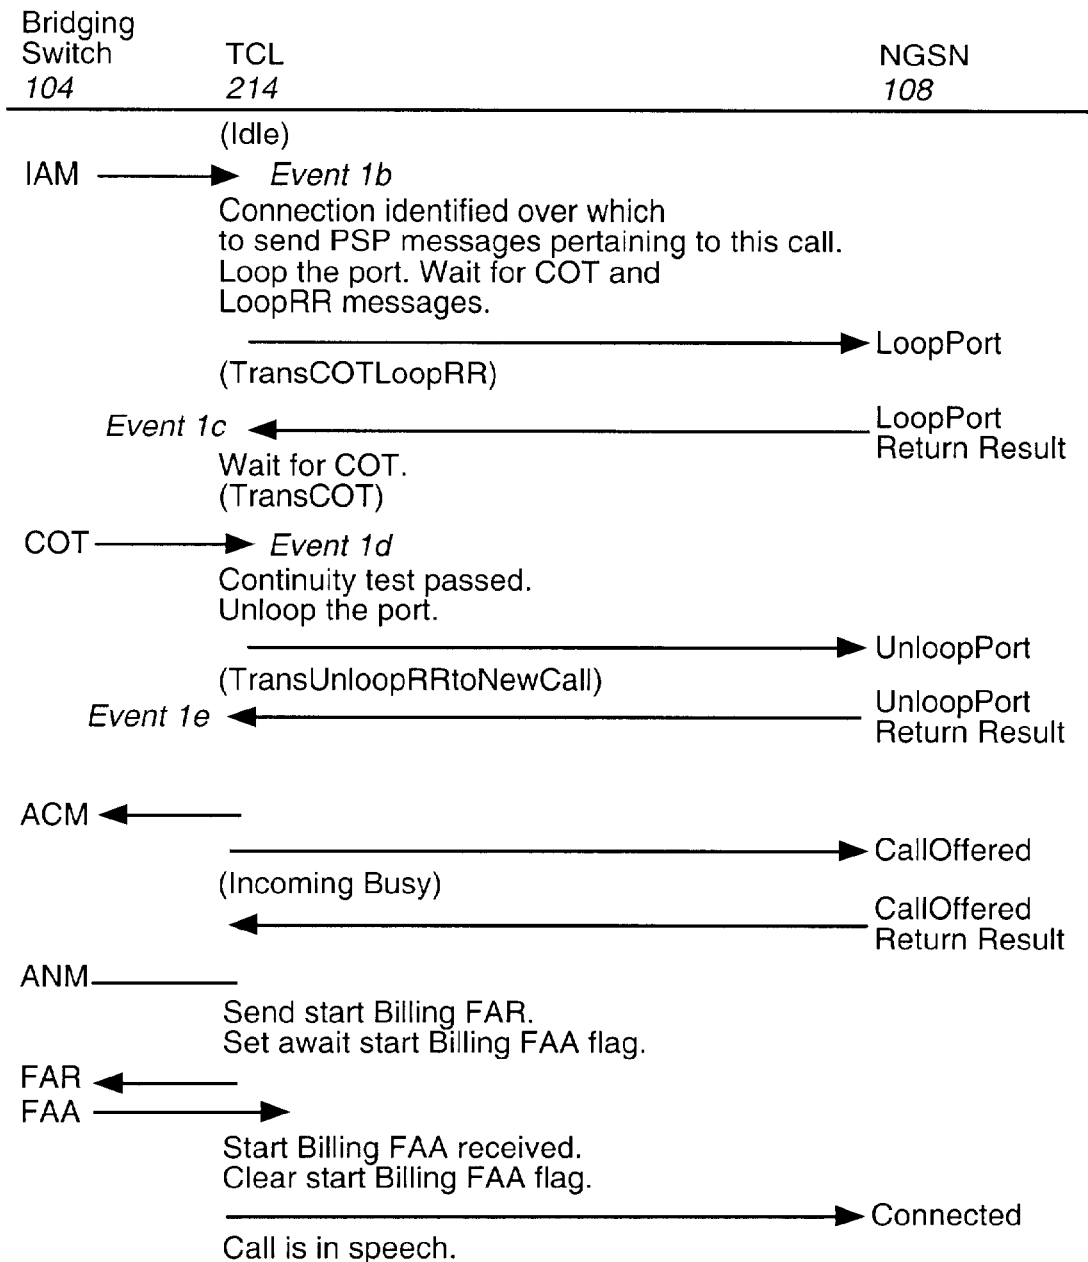 Bridging
Switch TCL NGSN
104 214 108
(Idle)
IAM Event 1b
Connection identified over which
to send PSP messages pertaining to this call.
Loop the port. Wait for COT and
LoopRR messages.
LoopPort
(TransCOTLoopRR)
Event 1c LoopPort
Return Result
Wait for COT.
(TransCOT)
COT Event 1d
Continuity test passed.
Unloop the port.
UnloopPort
(TransUnloopRRtoNewCall)
Event 1e UnloopPort
Return Result
ACM
CallOffered
(Incoming Busy)
CallOffered
Return Result
ANM
Send start Billing FAR.
Set await start Billing FAA flag.
FAR
FAA
Start Billing FAA received.
Clear start Billing FAA flag.
Connected
Call is in speech.